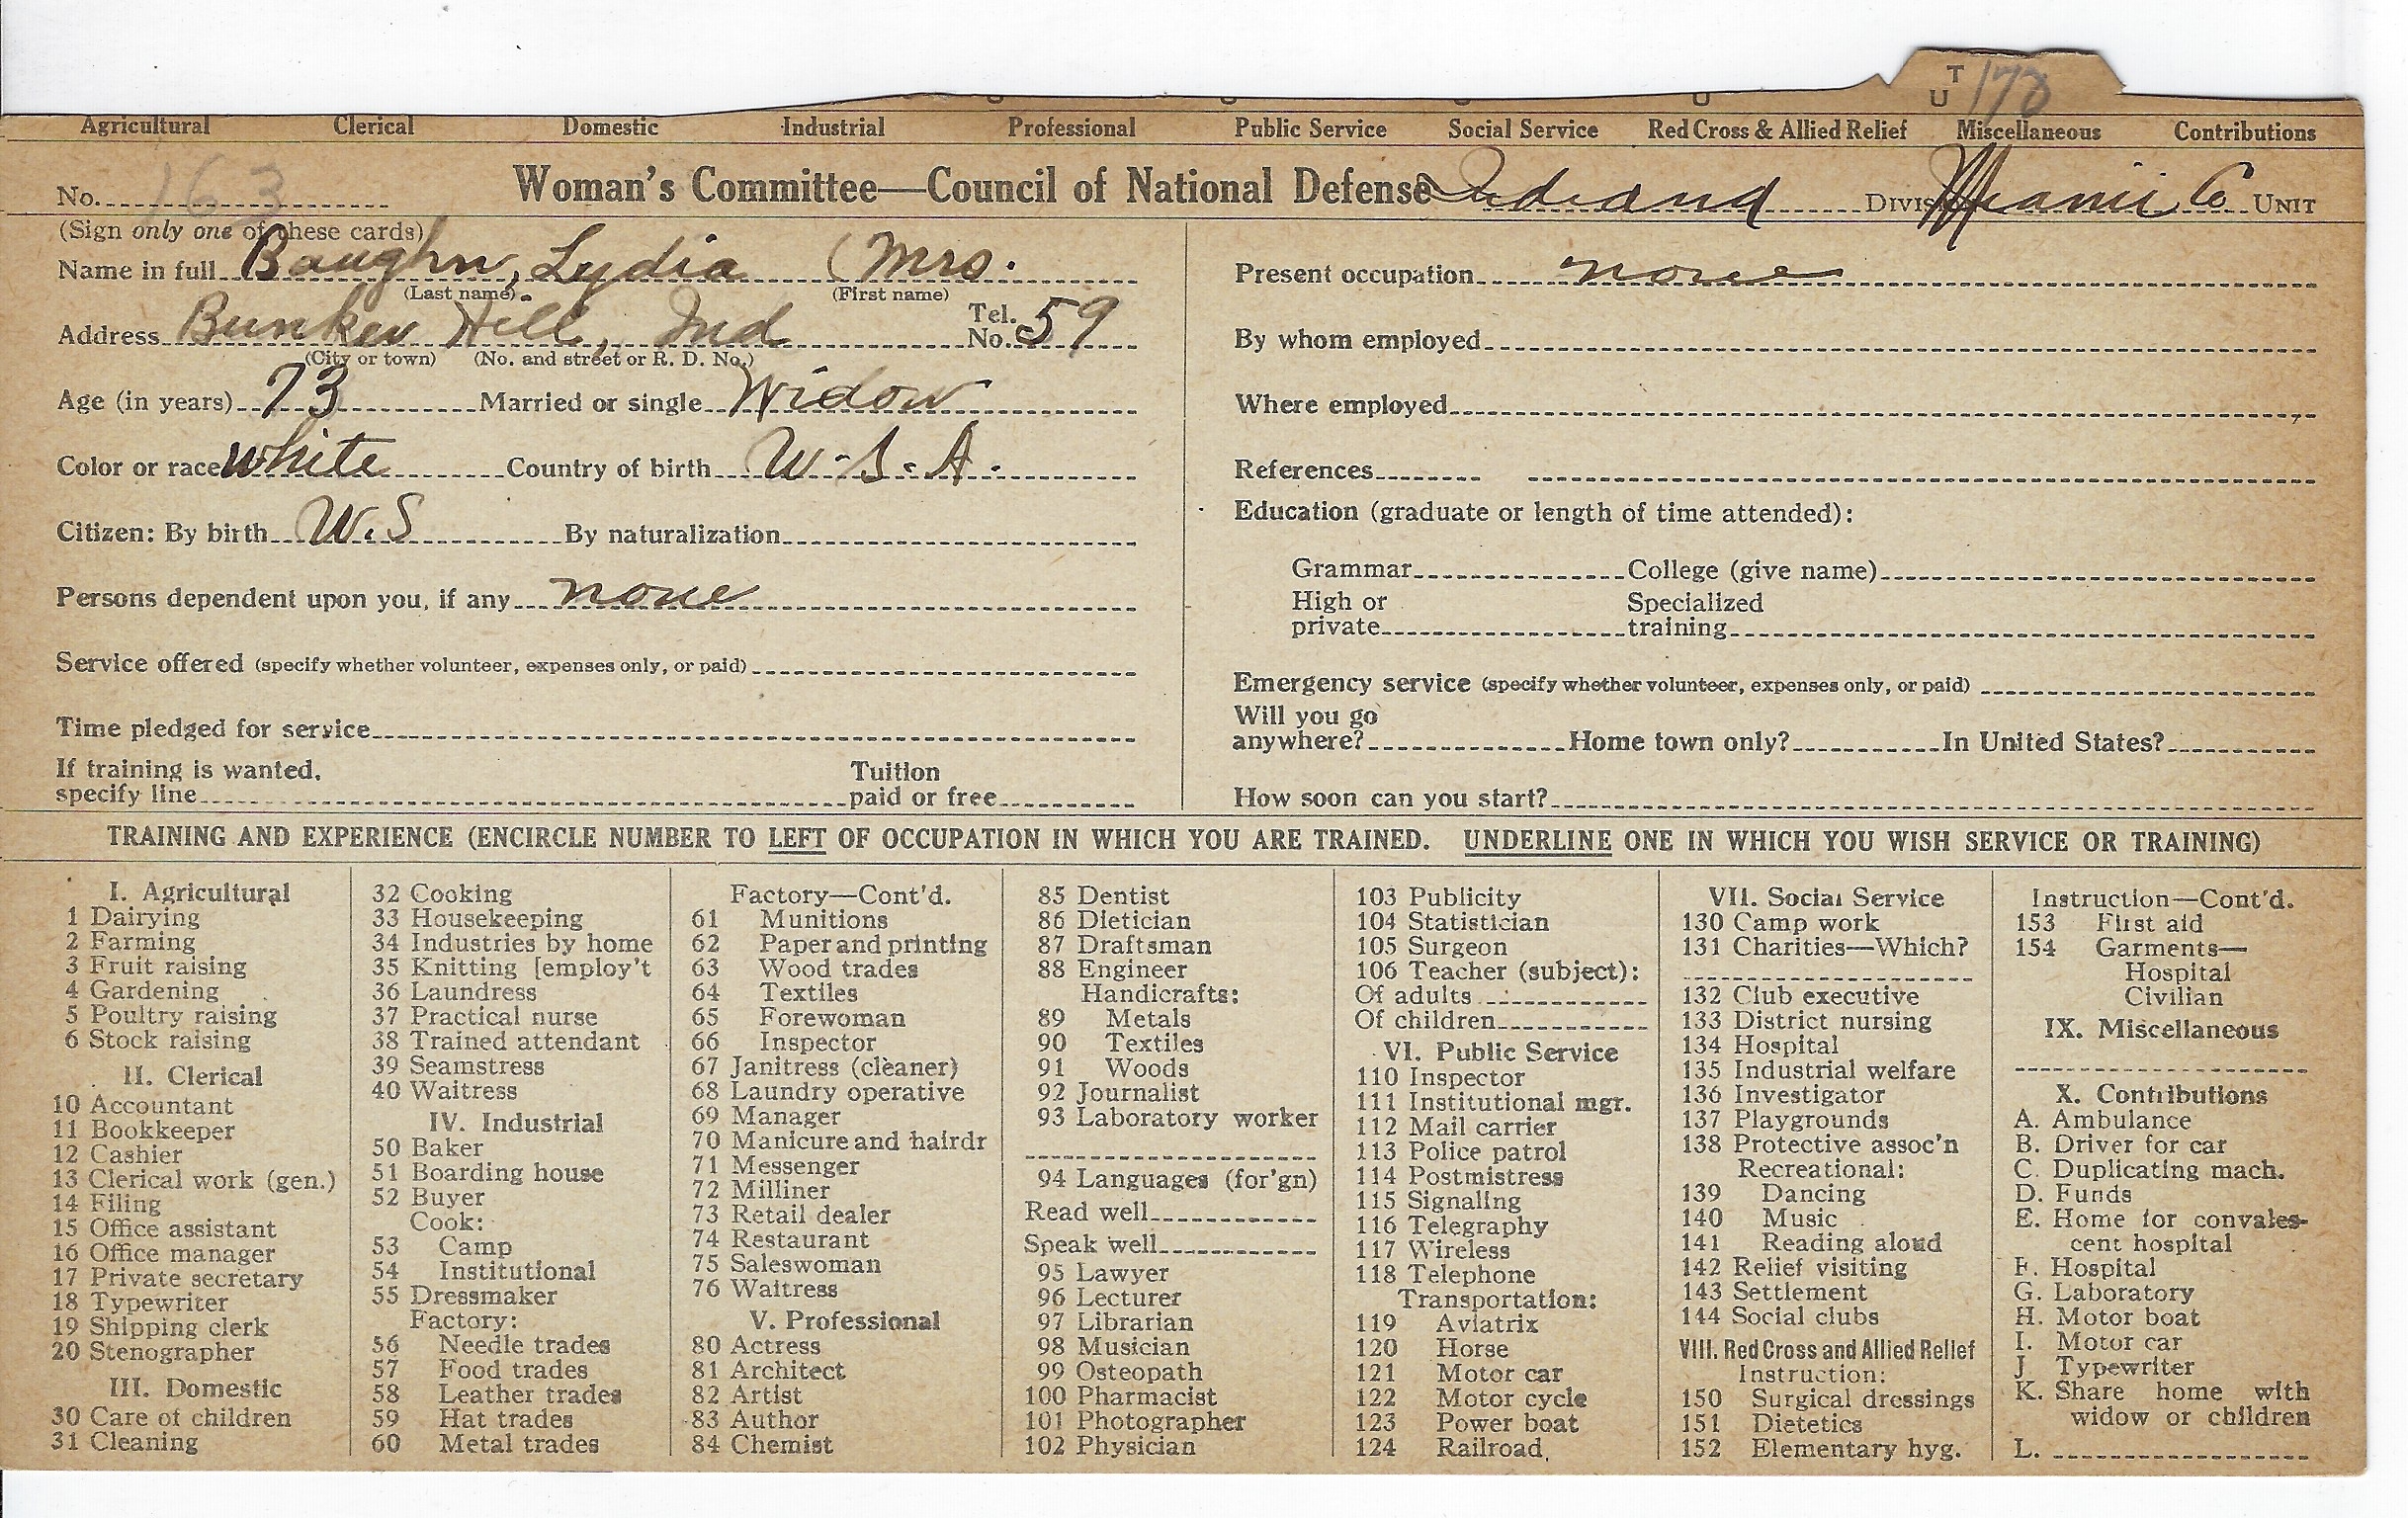 T 178
U
Agricultural Clerical Domestic Industrial Professional Public Service Social Service Red Cross & Allied Relief Miscellaneous Contributions
No. 163 Woman's Committee—Council of National Defense Indiana Division Miami Co UNIT
(Sign only one of these cards)
Name in full Baughn, Lydia (Mrs.
(Last name) (First name)
Address Bunker Hill, Ind Tel. No. 59
(City or town) (No. and street or R. D. No.)
Age (in years) 73 Married or single Widow
Color or race white Country of birth U-S-A-
Citizen: By birth U.S By naturalization
Persons dependent upon you, if any none
Service offered (specify whether volunteer, expenses only, or paid)
Time pledged for service
If training is wanted, specify line Tuition paid or free
Present occupation none
By whom employed
Where employed
References
Education (graduate or length of time attended):
Grammar College (give name)
High or private Specialized training
Emergency service (specify whether volunteer, expenses only, or paid)
Will you go anywhere? Home town only? In United States?
How soon can you start?
TRAINING AND EXPERIENCE (ENCIRCLE NUMBER TO LEFT OF OCCUPATION IN WHICH YOU ARE TRAINED. UNDERLINE ONE IN WHICH YOU WISH SERVICE OR TRAINING)
I. Agricultural
1 Dairying
2 Farming
3 Fruit raising
4 Gardening
5 Poultry raising
6 Stock raising
II. Clerical
10 Accountant
11 Bookkeeper
12 Cashier
13 Clerical work (gen.)
14 Filing
15 Office assistant
16 Office manager
17 Private secretary
18 Typewriter
19 Shipping clerk
20 Stenographer
III. Domestic
30 Care of children
31 Cleaning
32 Cooking
33 Housekeeping
34 Industries by home
35 Knitting [employ't
36 Laundress
37 Practical nurse
38 Trained attendant
39 Seamstress
40 Waitress
IV. Industrial
50 Baker
51 Boarding house
52 Buyer
Cook:
53 Camp
54 Institutional
55 Dressmaker
Factory:
56 Needle trades
57 Food trades
58 Leather trades
59 Hat trades
60 Metal trades
Factory—Cont'd.
61 Munitions
62 Paper and printing
63 Wood trades
64 Textiles
65 Forewoman
66 Inspector
67 Janitress (cleaner)
68 Laundry operative
69 Manager
70 Manicure and hairdr
71 Messenger
72 Milliner
73 Retail dealer
74 Restaurant
75 Saleswoman
76 Waitress
V. Professional
80 Actress
81 Architect
82 Artist
83 Author
84 Chemist
85 Dentist
86 Dietician
87 Draftsman
88 Engineer
Handicrafts:
89 Metals
90 Textiles
91 Woods
92 Journalist
93 Laboratory worker
94 Languages (for'gn)
Read well
Speak well
95 Lawyer
96 Lecturer
97 Librarian
98 Musician
99 Osteopath
100 Pharmacist
101 Photographer
102 Physician
103 Publicity
104 Statistician
105 Surgeon
106 Teacher (subject):
Of adults
Of children
VI. Public Service
110 Inspector
111 Institutional mgr.
112 Mail carrier
113 Police patrol
114 Postmistress
115 Signaling
116 Telegraphy
117 Wireless
118 Telephone
Transportation:
119 Aviatrix
120 Horse
121 Motor car
122 Motor cycle
123 Power boat
124 Railroad
VII. Social Service
130 Camp work
131 Charities—Which?
132 Club executive
133 District nursing
134 Hospital
135 Industrial welfare
136 Investigator
137 Playgrounds
138 Protective assoc'n
Recreational:
139 Dancing
140 Music
141 Reading aloud
142 Relief visiting
143 Settlement
144 Social clubs
VIII. Red Cross and Allied Relief
Instruction:
150 Surgical dressings
151 Dietetics
152 Elementary hyg.
Instruction—Cont'd.
153 First aid
154 Garments—
Hospital
Civilian
IX. Miscellaneous
X. Contributions
A. Ambulance
B. Driver for car
C. Duplicating mach.
D. Funds
E. Home for convales-
cent hospital
F. Hospital
G. Laboratory
H. Motor boat
I. Motor car
J. Typewriter
K. Share home with
widow or children
L.